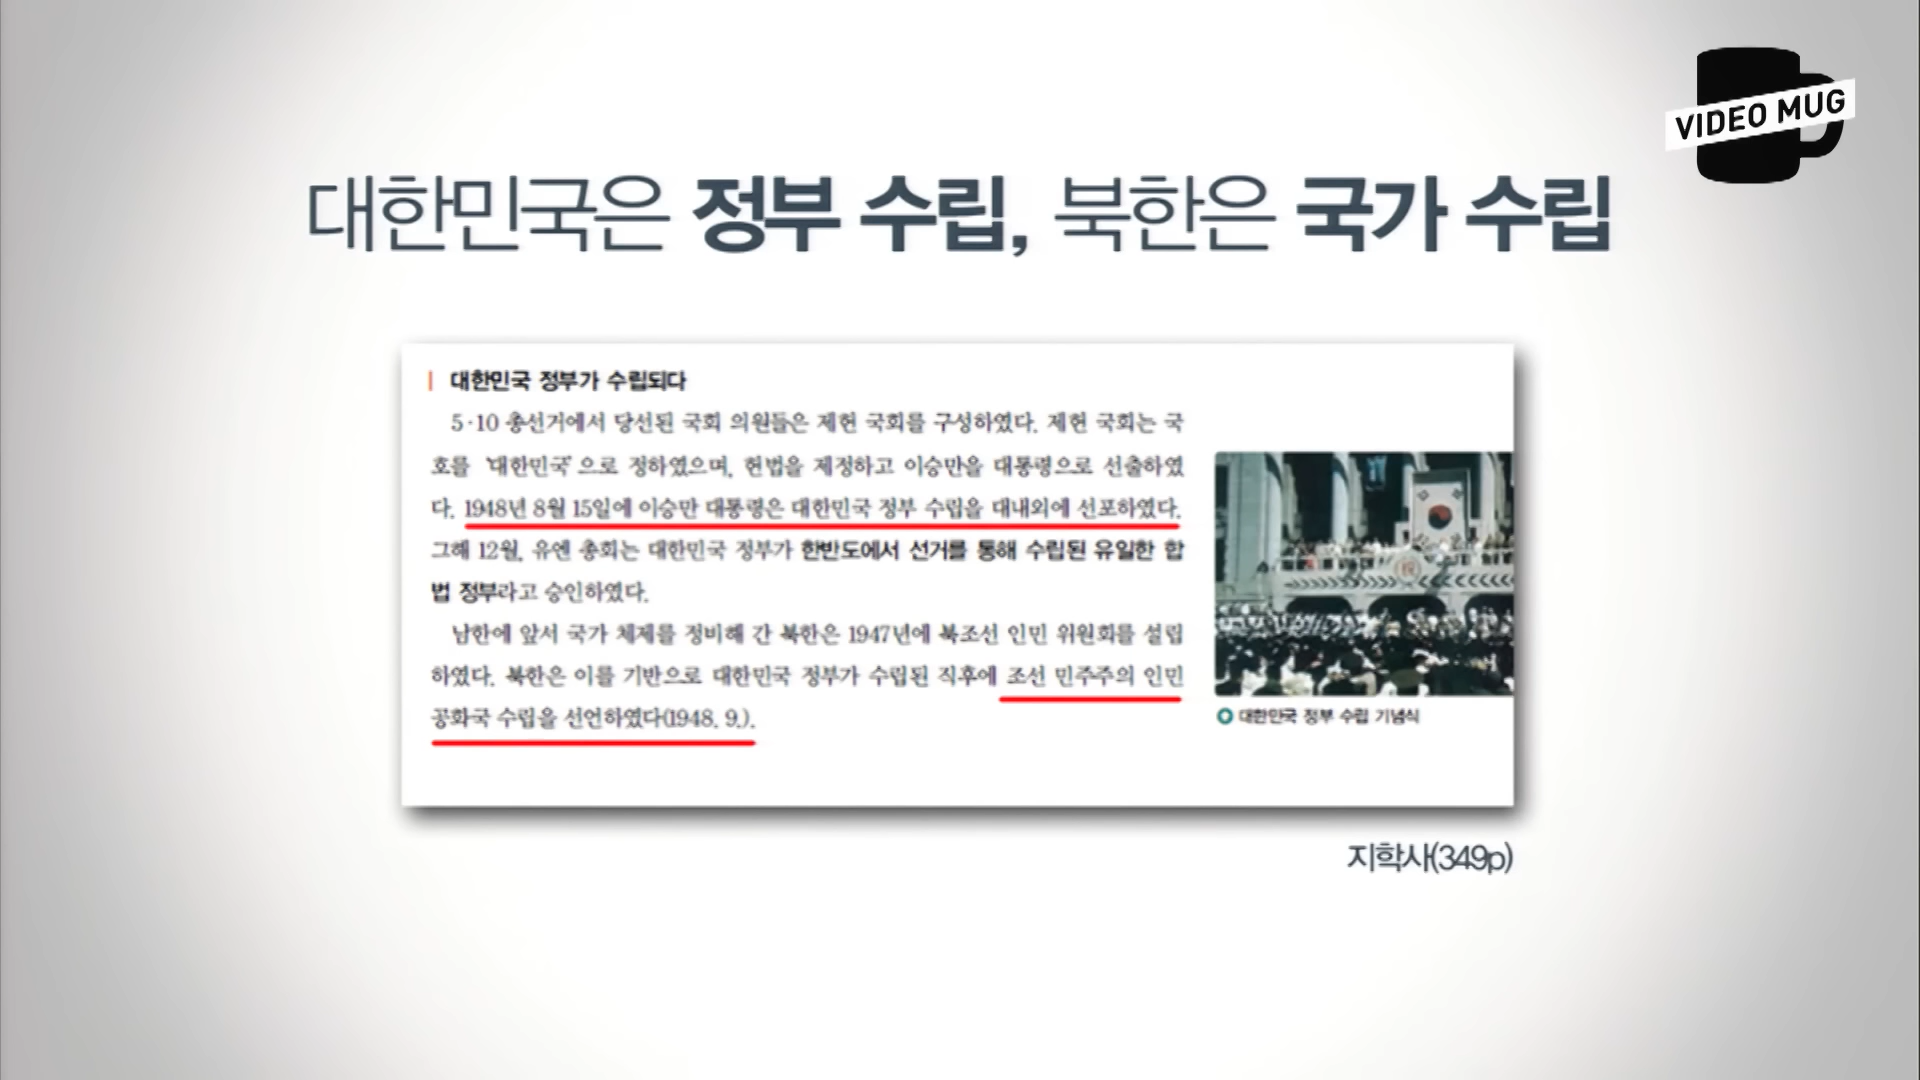 VIDEO MUG
대한민국은 정부 수립, 북한은 국가 수립
대한민국 정부가 수립되다
5·10 총선거에서 당선된 국회 의원들은 제헌 국회를 구성하였다. 제헌 국회는 국
호를 '대한민국'으로 정하였으며, 헌법을 제정하고 이승만을 대통령으로 선출하였
다. 1948년 8월 15일에 이승만 대통령은 대한민국 정부 수립을 대내외에 선포하였다.
그해 12월, 유엔 총회는 대한민국 정부가 한반도에서 선거를 통해 수립된 유일한 합
법 정부라고 승인하였다.
남한에 앞서 국가 체제를 정비해 간 북한은 1947년에 북조선 인민 위원회를 설립
하였다. 북한은 이를 기반으로 대한민국 정부가 수립된 직후에 조선 민주주의 인민
공화국 수립을 선언하였다(1948. 9.).
대한민국 정부 수립 기념식
지학사(349p)